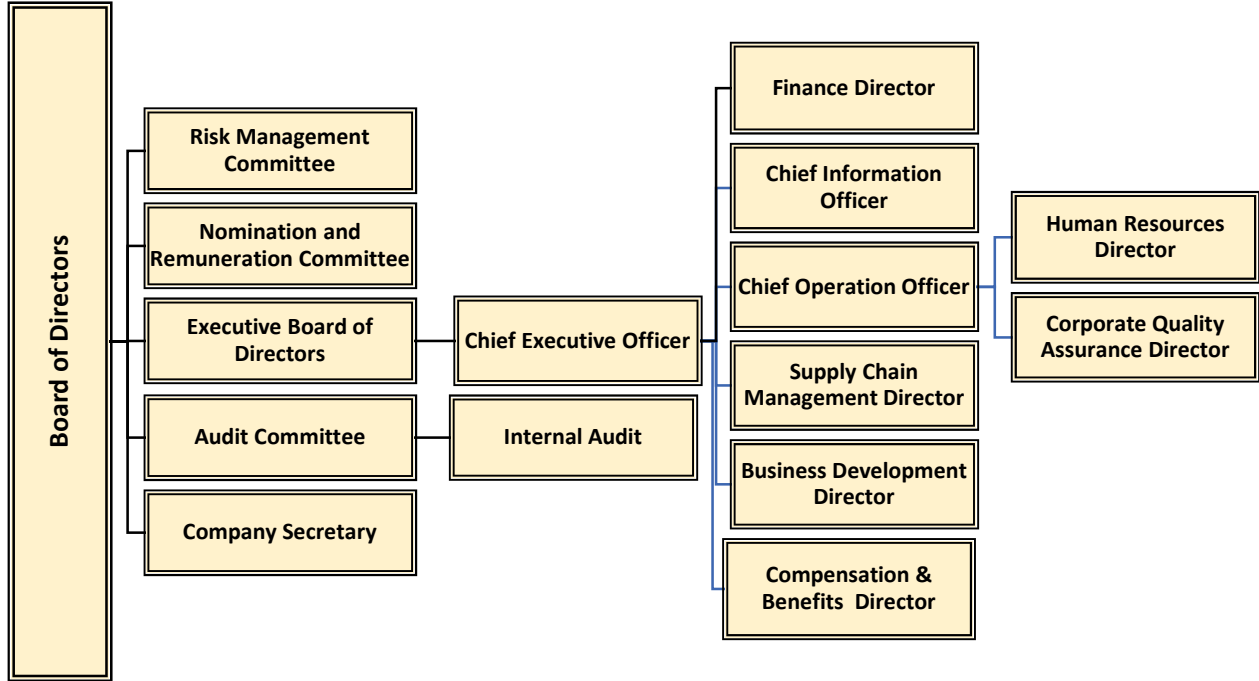 Board of Directors
Risk Management
Committee
Nomination and
Remuneration Committee
Executive Board of
Directors
Audit Committee
Company Secretary
Chief Executive Officer
Internal Audit
Finance Director
Chief Information
Officer
Chief Operation Officer
Supply Chain
Management Director
Business Development
Director
Compensation &
Benefits  Director
Human Resources
Director
Corporate Quality
Assurance Director